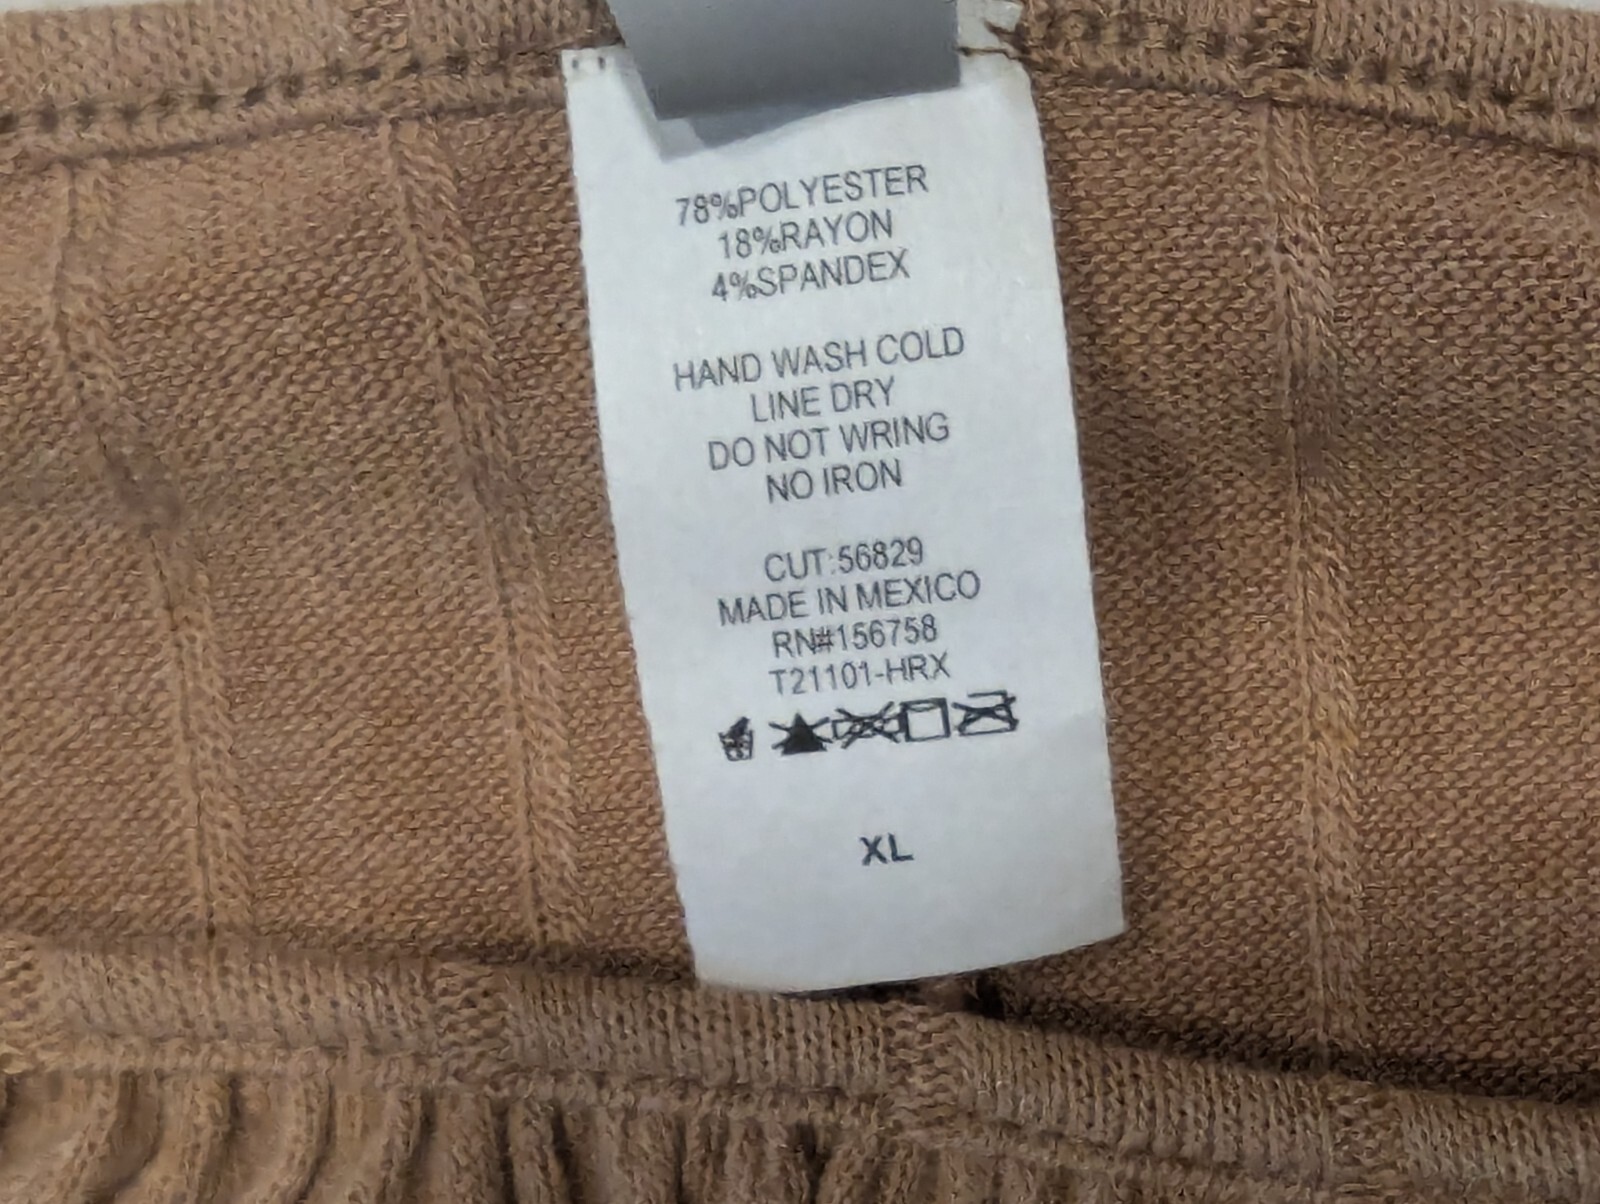 78%POLYESTER
18%RAYON
4%SPANDEX
HAND WASH COLD
LINE DRY
DO NOT WRING
NO IRON
CUT:56829
MADE IN MEXICO
RN#156758
T21101-HRX
XL